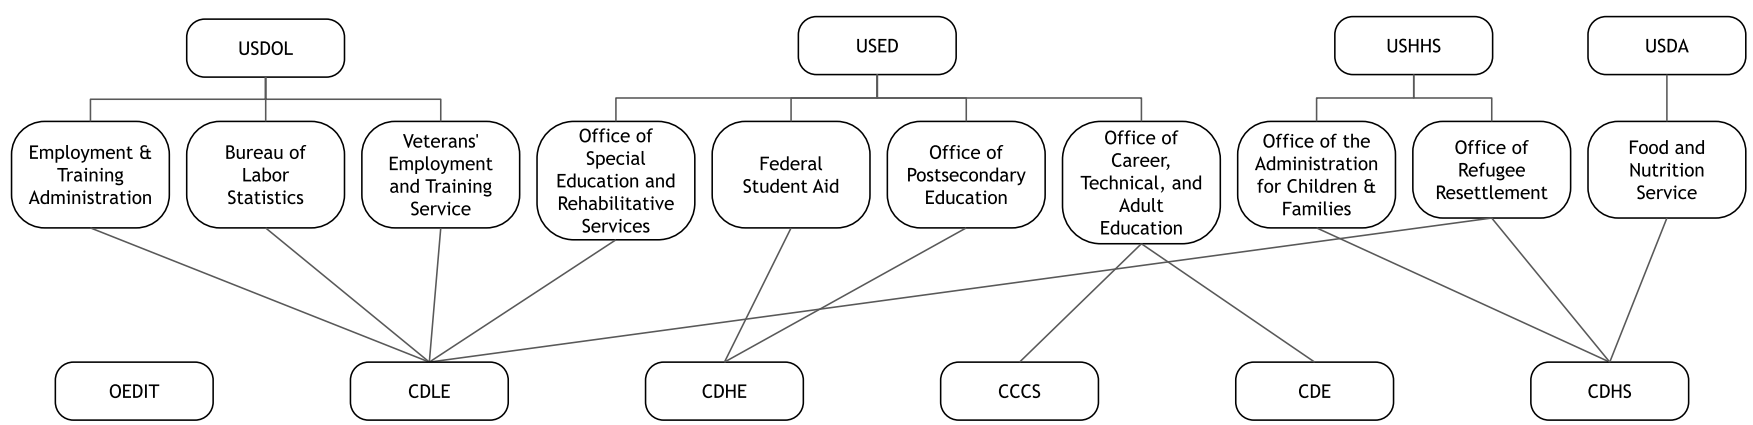 USDOL
USED
USHHS
USDA
Employment &
Training
Administration
Bureau of
Labor
Statistics
Veterans'
Employment
and Training
Service
Office of
Special
Education and
Rehabilitative
Services
Federal
Student Aid
Office of
Postsecondary
Education
Office of
Career,
Technical, and
Adult
Education
Office of the
Administration
for Children &
Families
Office of
Refugee
Resettlement
Food and
Nutrition
Service
OEDIT
CDLE
CDHE
CCCS
CDE
CDHS